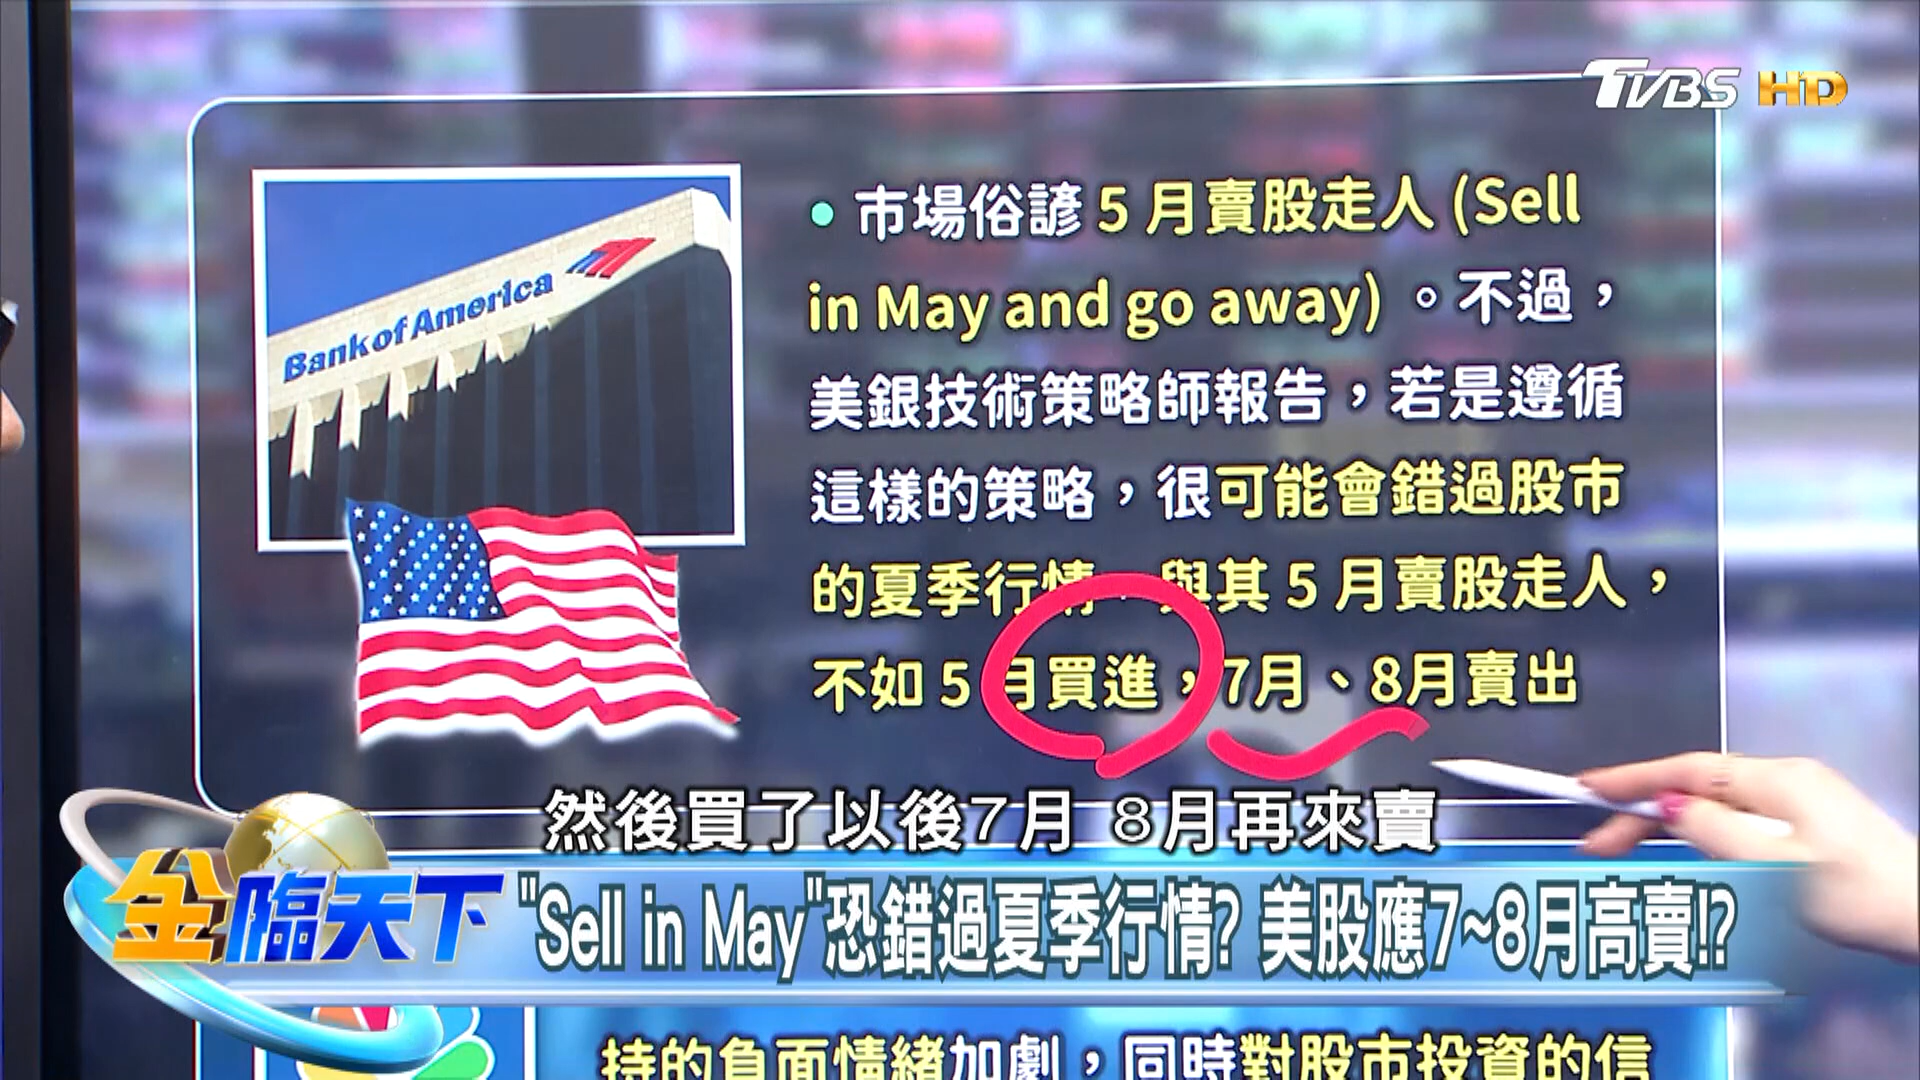 TVBS HD
Bank of America
• 市場俗諺 5 月賣股走人 (Sell
in May and go away) 。不過，
美銀技術策略師報告，若是遵循
這樣的策略，很可能會錯過股市
的夏季行情，與其 5 月賣股走人，
不如 5 月買進，7月、8月賣出
然後買了以後7月 8月再來賣
金臨天下
"Sell in May"恐錯過夏季行情? 美股應7~8月高賣!?
持的負面情緒加劇，同時對股市投資的信